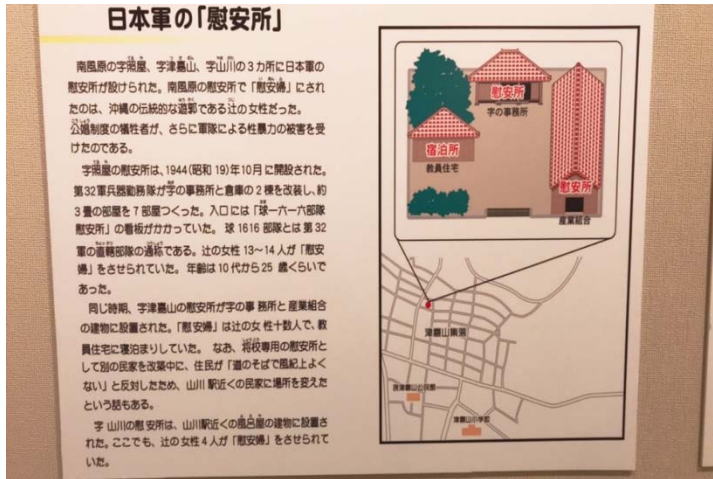 日本軍の「慰安所」
南風原の字照屋、字津嘉山、字山川の3カ所に日本軍の
慰安所が設けられた。南風原の慰安所で「慰安婦」にされ
たのは、沖縄の伝統的な遊郭である辻の女性だった。
公娼制度の犠牲者が、さらに軍隊による性暴力の被害を受
けたのである。
字照屋の慰安所は、1944(昭和19)年10月に開設された。
第32軍兵器勤務隊が字の事務所と倉庫の2棟を改装し、約
3畳の部屋を7部屋つくった。入口には「球一六一六部隊
慰安所」の看板がかかっていた。球1616部隊とは第32
軍の直轄部隊の通称である。辻の女性13〜14人が「慰安
婦」をさせられていた。年齢は10代から25歳くらいで
あった。
同じ時期、字津嘉山の慰安所が字の事務所と産業組合
の建物に設置された。「慰安婦」は辻の女性十数人で、教
員住宅に寝泊まりしていた。なお、将校専用の慰安所と
して別の民家を改築中に、住民が「道のそばで風紀上よく
ない」と反対したため、山川駅近くの民家に場所を変えた
という話もある。
字山川の慰安所は、山川駅近くの風呂屋の建物に設置さ
れた。ここでも、辻の女性4人が「慰安婦」をさせられて
いた。
慰安所
字の事務所
宿泊所
教員住宅
慰安所
産業組合
津嘉山集落
津嘉山公民館
津嘉山小学校